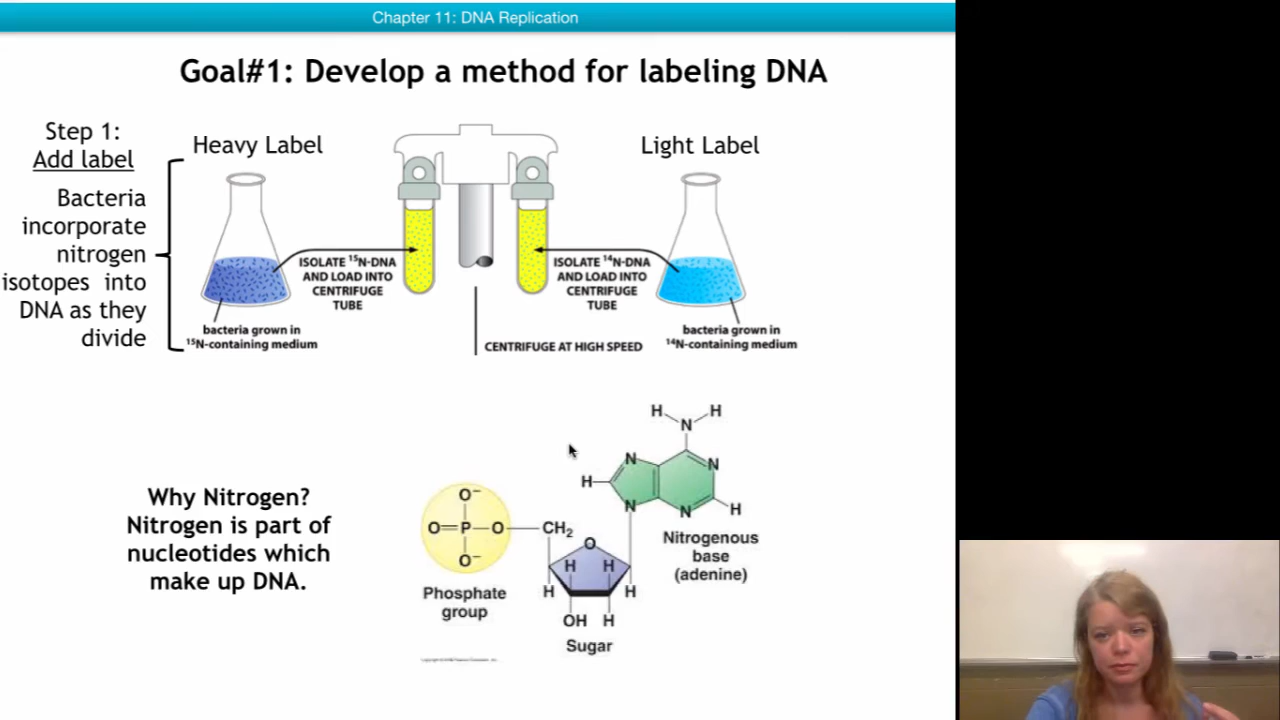 Chapter 11: DNA Replication
Goal#1: Develop a method for labeling DNA
Step 1:
Add label
Bacteria
incorporate
nitrogen
isotopes into
DNA as they
divide
Heavy Label
ISOLATE ¹⁵N-DNA
AND LOAD INTO
CENTRIFUGE
TUBE
bacteria grown in
¹⁵N-containing medium
Light Label
ISOLATE ¹⁴N-DNA
AND LOAD INTO
CENTRIFUGE
TUBE
bacteria grown in
¹⁴N-containing medium
CENTRIFUGE AT HIGH SPEED
Why Nitrogen?
Nitrogen is part of
nucleotides which
make up DNA.
O⁻
O=P—O
O⁻
Phosphate
group
CH₂
O
H H
H H
OH H
Sugar
H H
N
N N
H
N N H
Nitrogenous
base
(adenine)